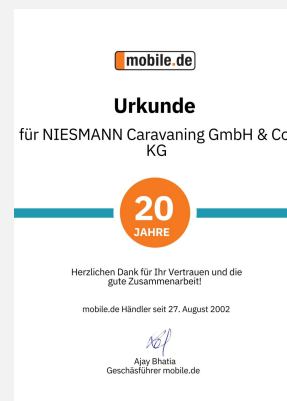 mobile.de
Urkunde
für NIESMANN Caravaning GmbH & Co
KG
20
JAHRE
Herzlichen Dank für Ihr Vertrauen und die
gute Zusammenarbeit!
mobile.de Händler seit 27. August 2002
Ajay Bhatia
Geschäsführer mobile.de